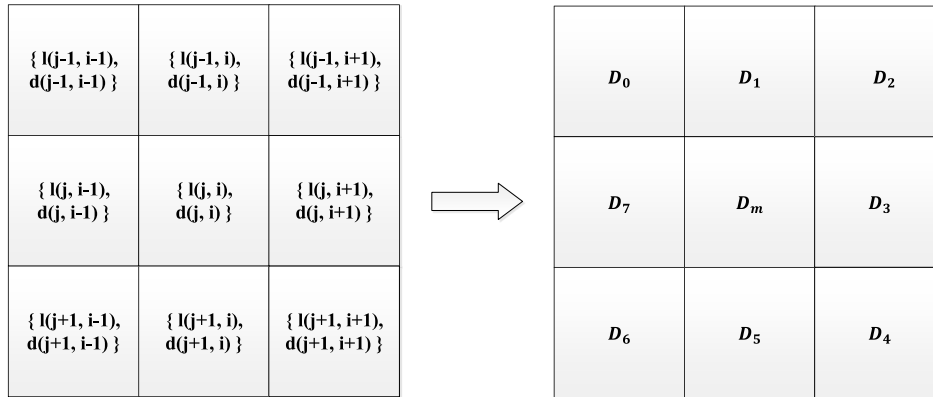 { l(j-1, i-1),
d(j-1, i-1) }
{ l(j-1, i),
d(j-1, i) }
{ l(j-1, i+1),
d(j-1, i+1) }
D₀
D₁
D₂
{ l(j, i-1),
d(j, i-1) }
{ l(j, i),
d(j, i) }
{ l(j, i+1),
d(j, i+1) }
D₇
Dₘ
D₃
{ l(j+1, i-1),
d(j+1, i-1) }
{ l(j+1, i),
d(j+1, i) }
{ l(j+1, i+1),
d(j+1, i+1) }
D₆
D₅
D₄